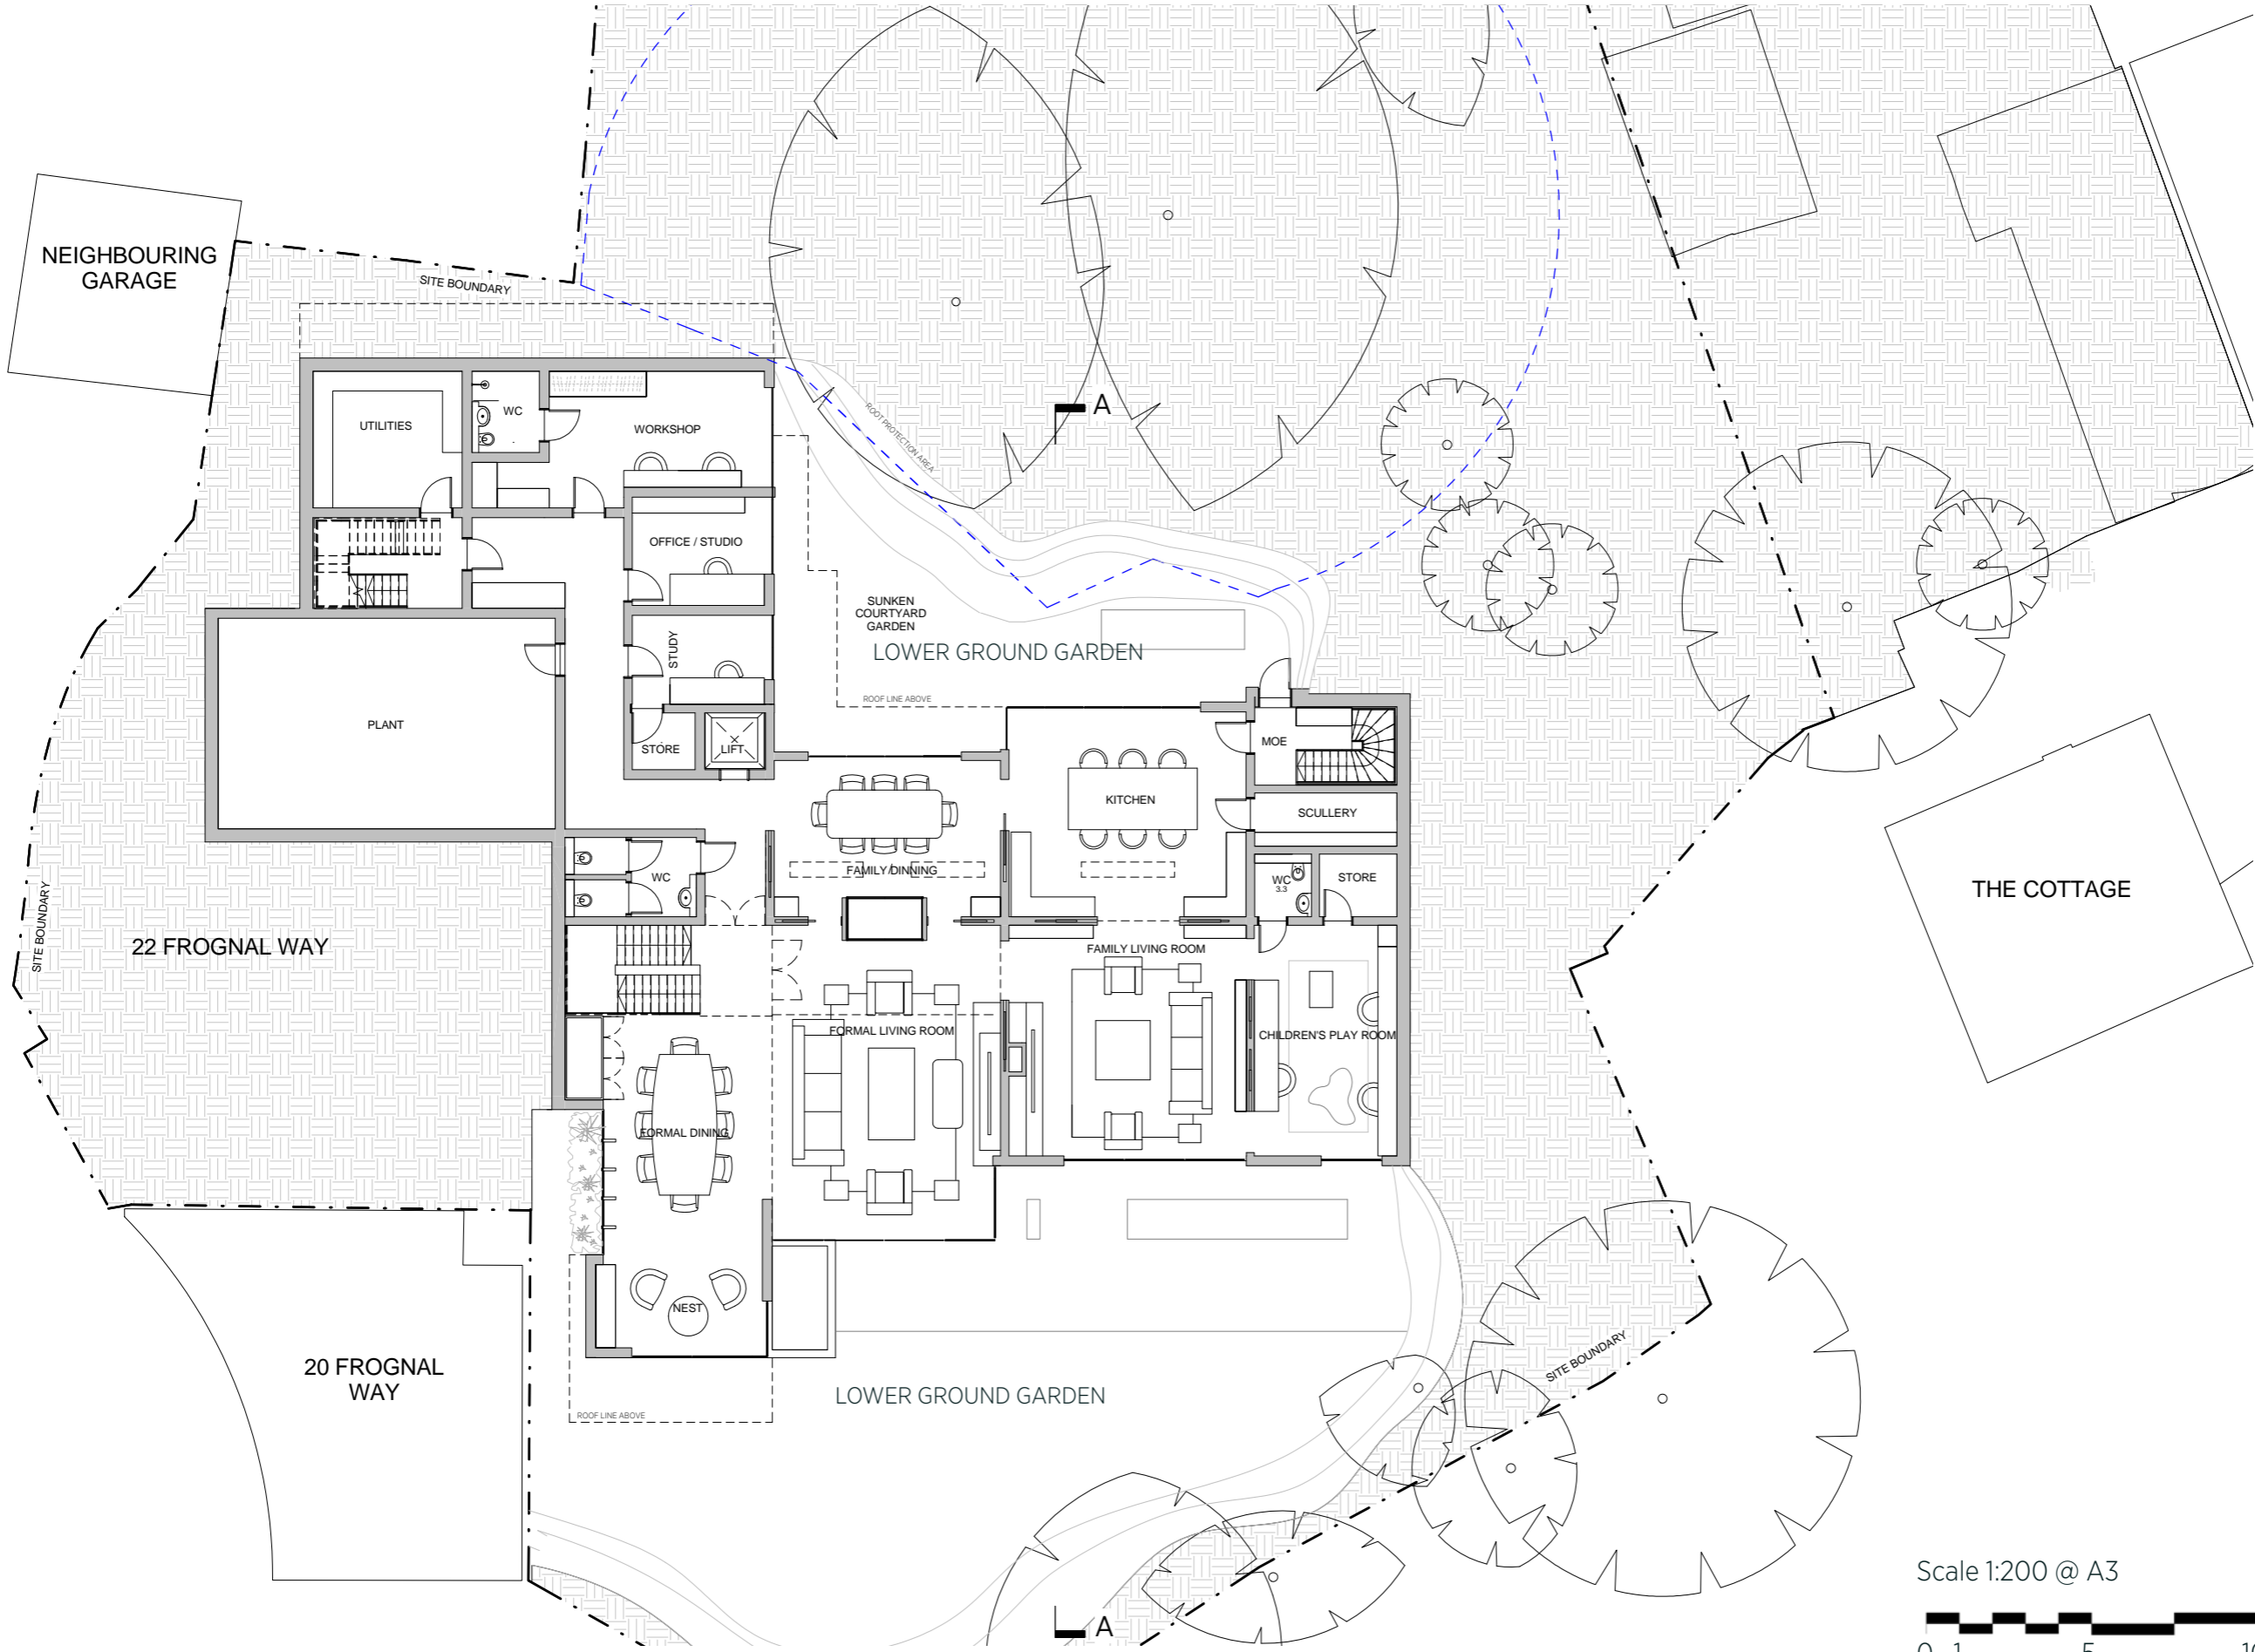 NEIGHBOURING
GARAGE
SITE BOUNDARY
A
UTILITIES
WC
WORKSHOP
ROOT PROTECTION AREA
OFFICE / STUDIO
SUNKEN
COURTYARD
GARDEN
LOWER GROUND GARDEN
STUDY
ROOF LINE ABOVE
PLANT
STORE
LIFT
MOE
KITCHEN
SCULLERY
FAMILY/DINNING
WC
WC
3.3
STORE
THE COTTAGE
SITE BOUNDARY
22 FROGNAL WAY
FAMILY LIVING ROOM
FORMAL LIVING ROOM
CHILDREN'S PLAY ROOM
FORMAL DINING
NEST
20 FROGNAL
WAY
SITE BOUNDARY
LOWER GROUND GARDEN
ROOF LINE ABOVE
Scale 1:200 @ A3
A
0 1 5 10